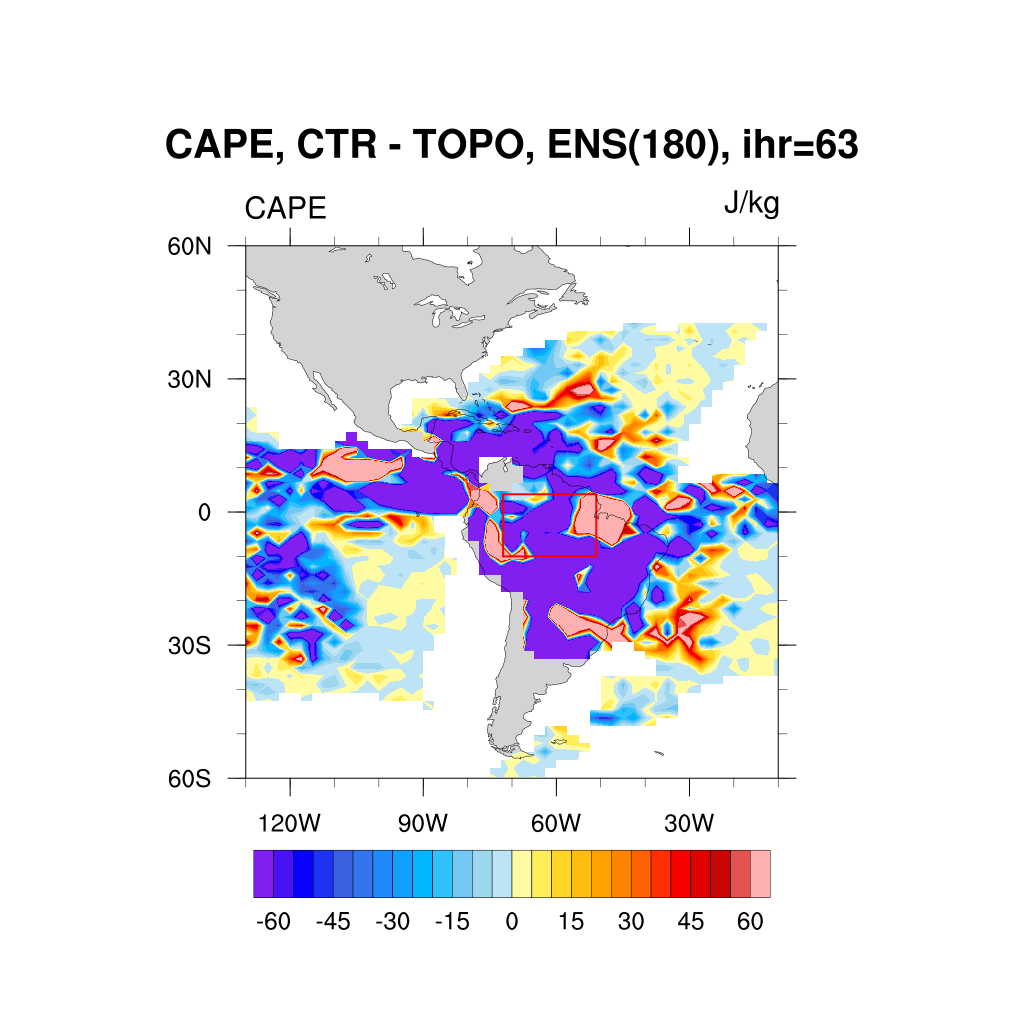 CAPE, CTR - TOPO, ENS(180), ihr=63
CAPE J/kg
60N
30N
0
30S
60S
120W 90W 60W 30W
-60 -45 -30 -15 0 15 30 45 60